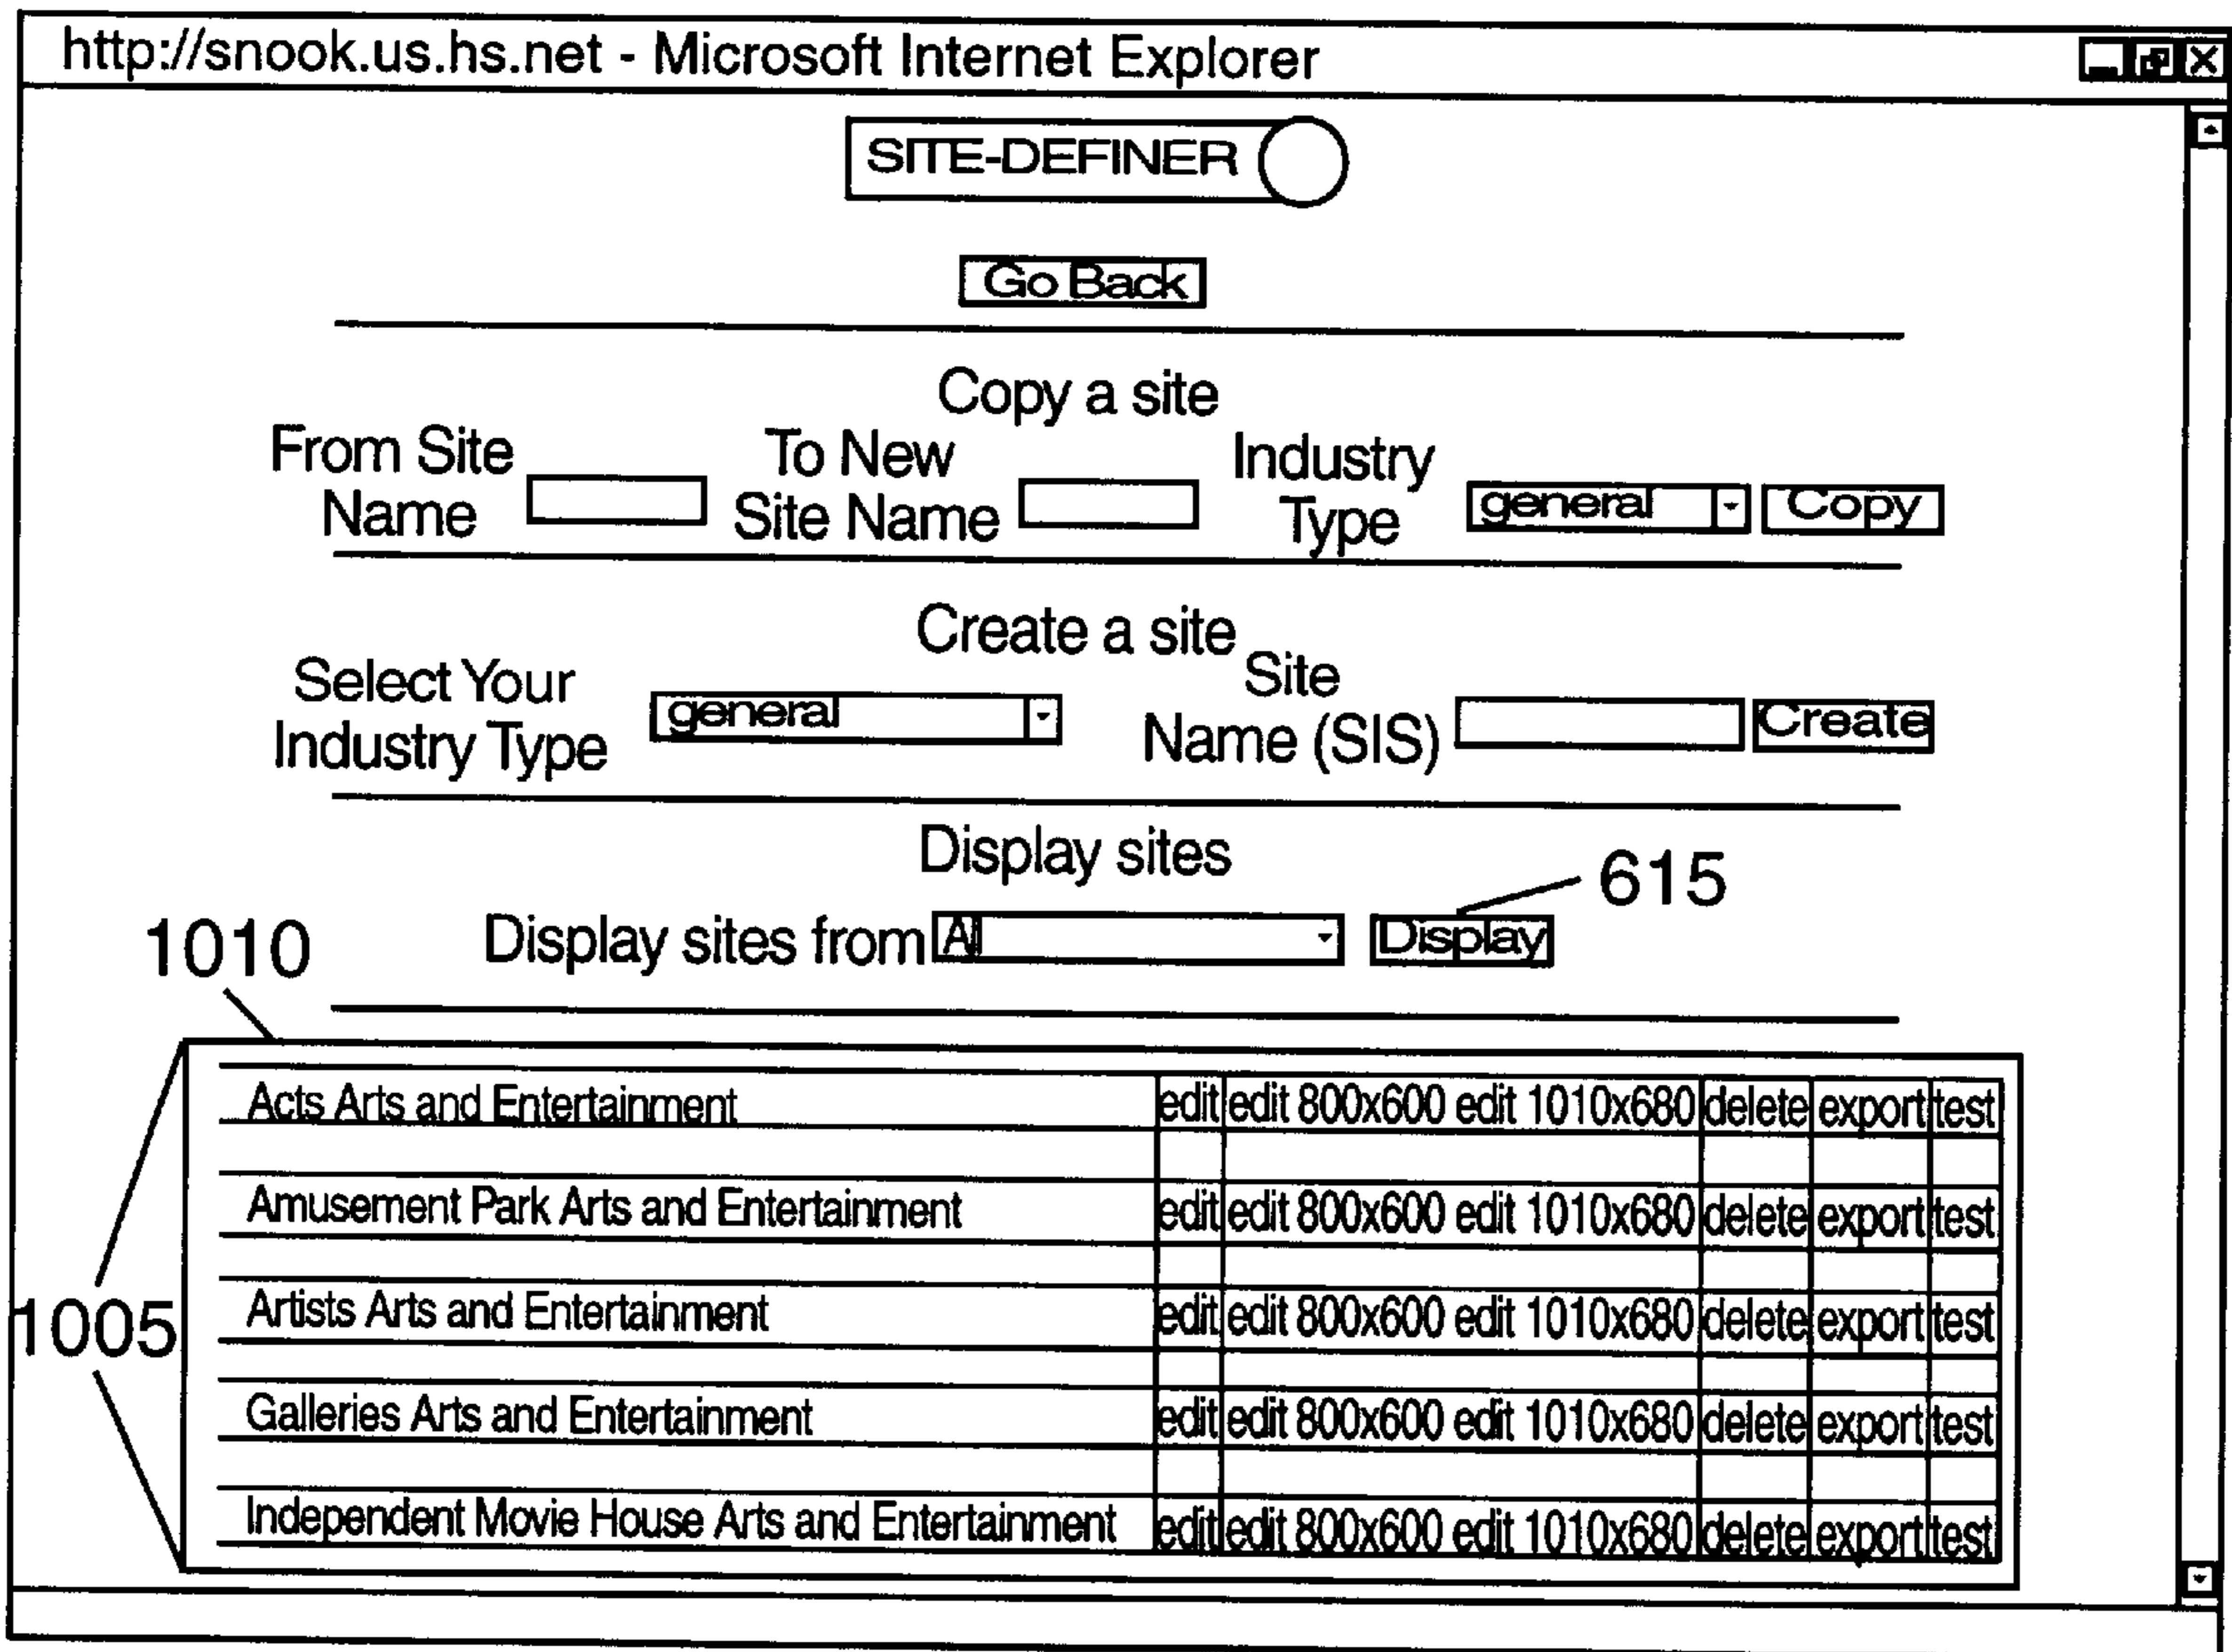 http://snook.us.hs.net - Microsoft Internet Explorer
SITE-DEFINER
Go Back
Copy a site
From Site Name
To New Site Name
Industry Type
general
Copy
Create a site
Select Your Industry Type
general
Site Name (SIS)
Create
Display sites
615
1010
Display sites from
Display
Acts Arts and Entertainment edit edit 800x600 edit 1010x680 delete export test
Amusement Park Arts and Entertainment edit edit 800x600 edit 1010x680 delete export test
1005
Artists Arts and Entertainment edit edit 800x600 edit 1010x680 delete export test
Galleries Arts and Entertainment edit edit 800x600 edit 1010x680 delete export test
Independent Movie House Arts and Entertainment edit edit 800x600 edit 1010x680 delete export test